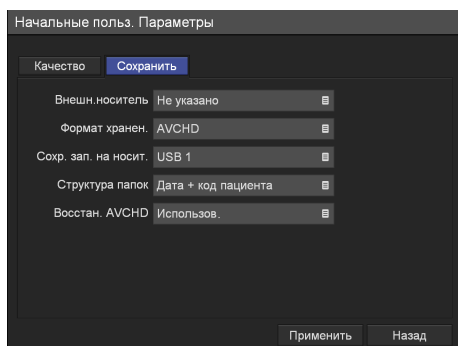 Начальные польз. Параметры
Качество Сохранить
Внешн.носитель Не указано
Формат хранен. AVCHD
Сохр. зап. на носит. USB 1
Структура папок Дата + код пациента
Восстан. AVCHD Использов.
Применить Назад